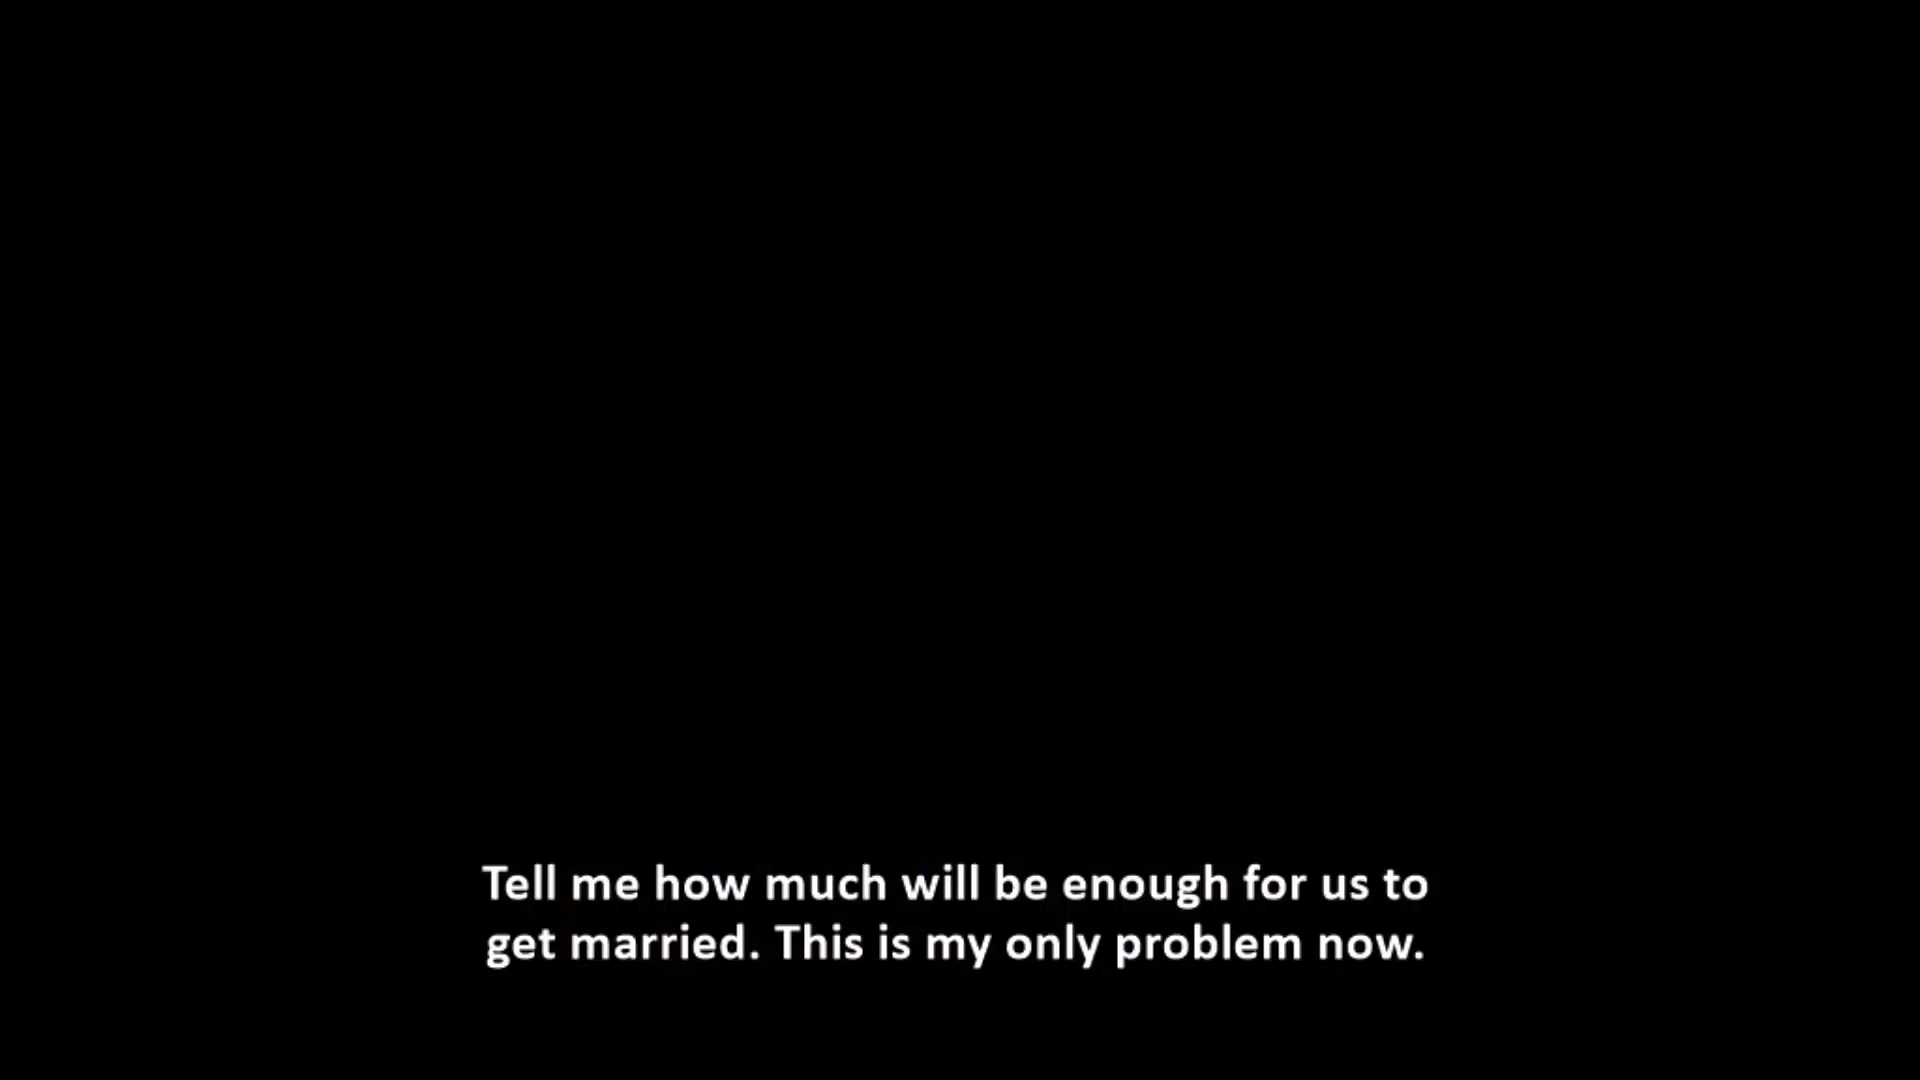 Tell me how much will be enough for us to
get married. This is my only problem now.